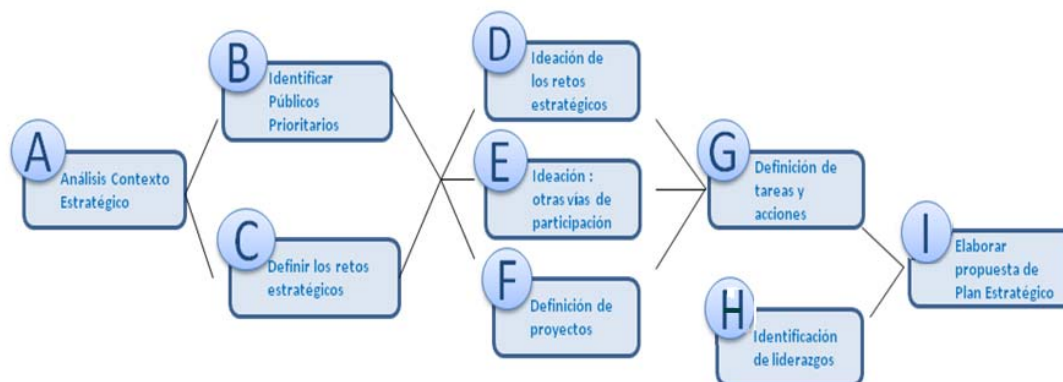 A
Análisis Contexto
Estratégico
B
Identificar
Públicos
Prioritarios
C
Definir los retos
estratégicos
D
Ideación de
los retos
estratégicos
E
Ideación :
otras vías de
participación
F
Definición de
proyectos
G
Definición de
tareas y
acciones
H
Identificación
de liderazgos
I
Elaborar
propuesta de
Plan Estratégico